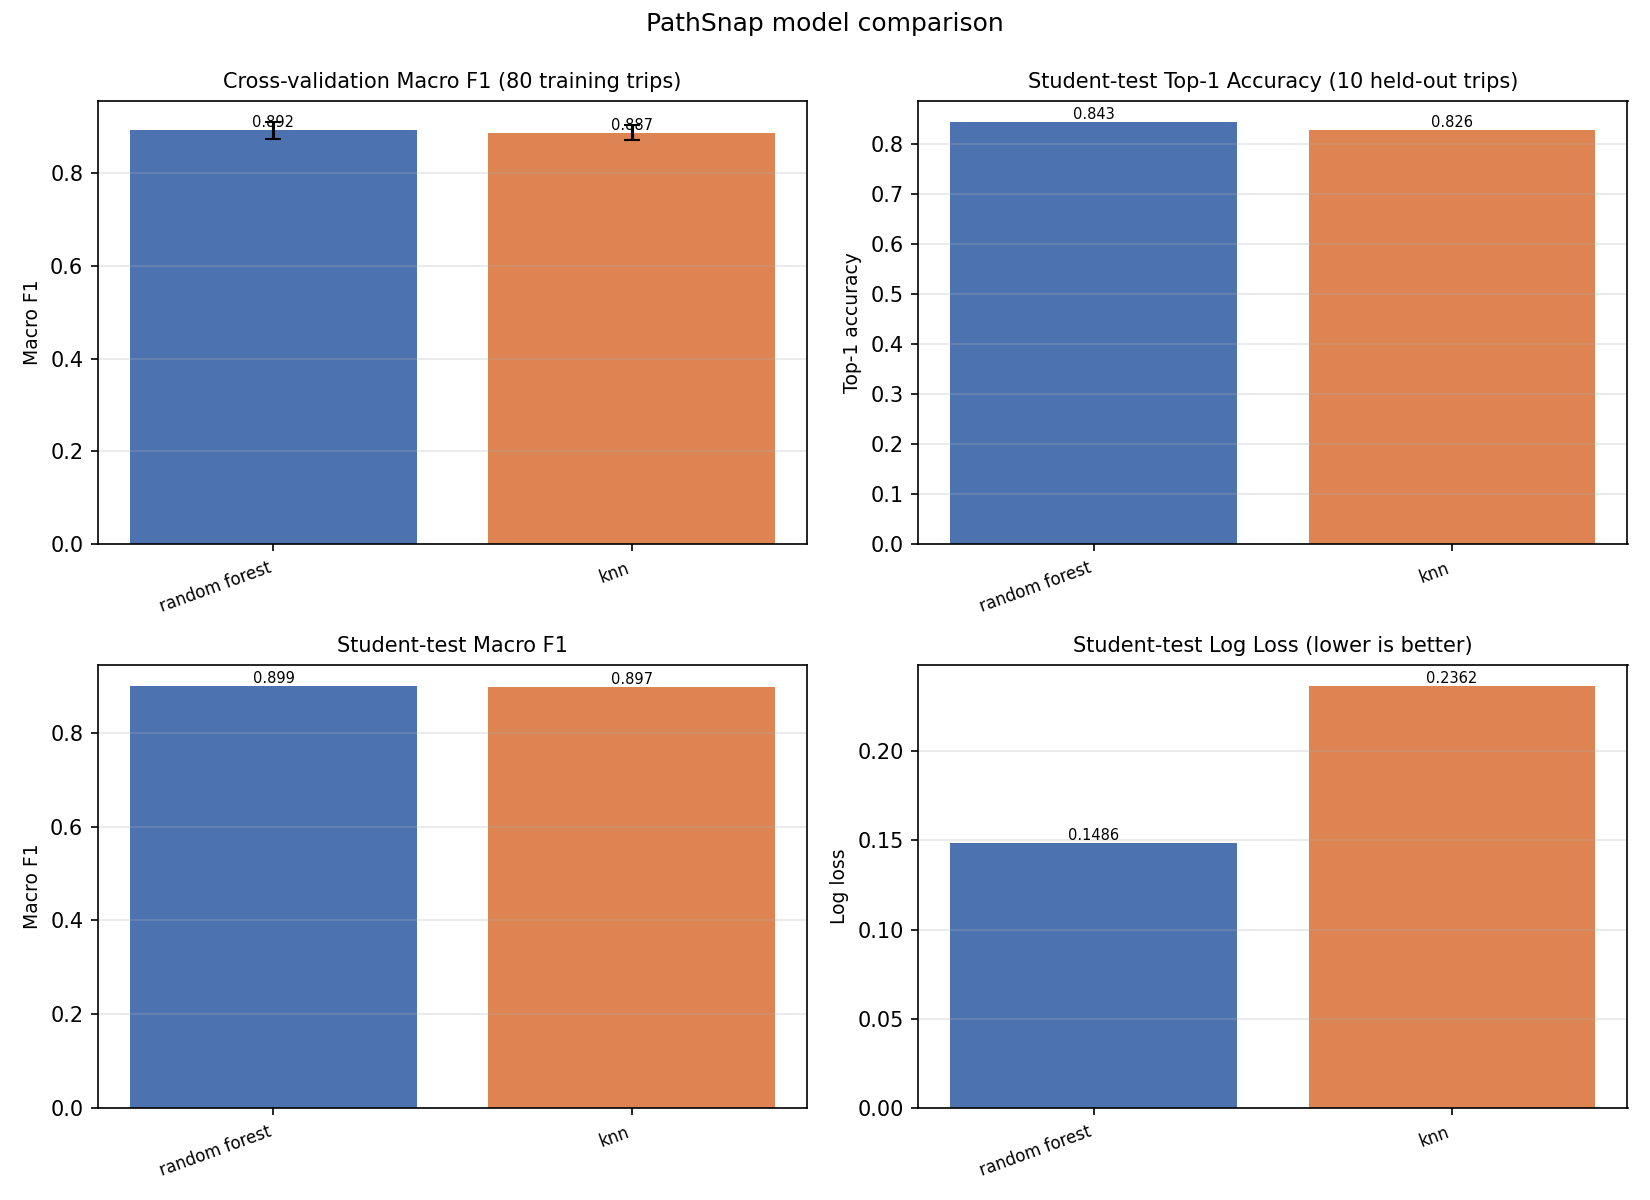 PathSnap model comparison
Cross-validation Macro F1 (80 training trips)
Macro F1
0.8
0.6
0.4
0.2
0.0
0.892
0.887
random forest
knn
Student-test Top-1 Accuracy (10 held-out trips)
Top-1 accuracy
0.8
0.7
0.6
0.5
0.4
0.3
0.2
0.1
0.0
0.843
0.826
random forest
knn
Student-test Macro F1
Macro F1
0.8
0.6
0.4
0.2
0.0
0.899
0.897
random forest
knn
Student-test Log Loss (lower is better)
Log loss
0.20
0.15
0.10
0.05
0.00
0.1486
0.2362
random forest
knn